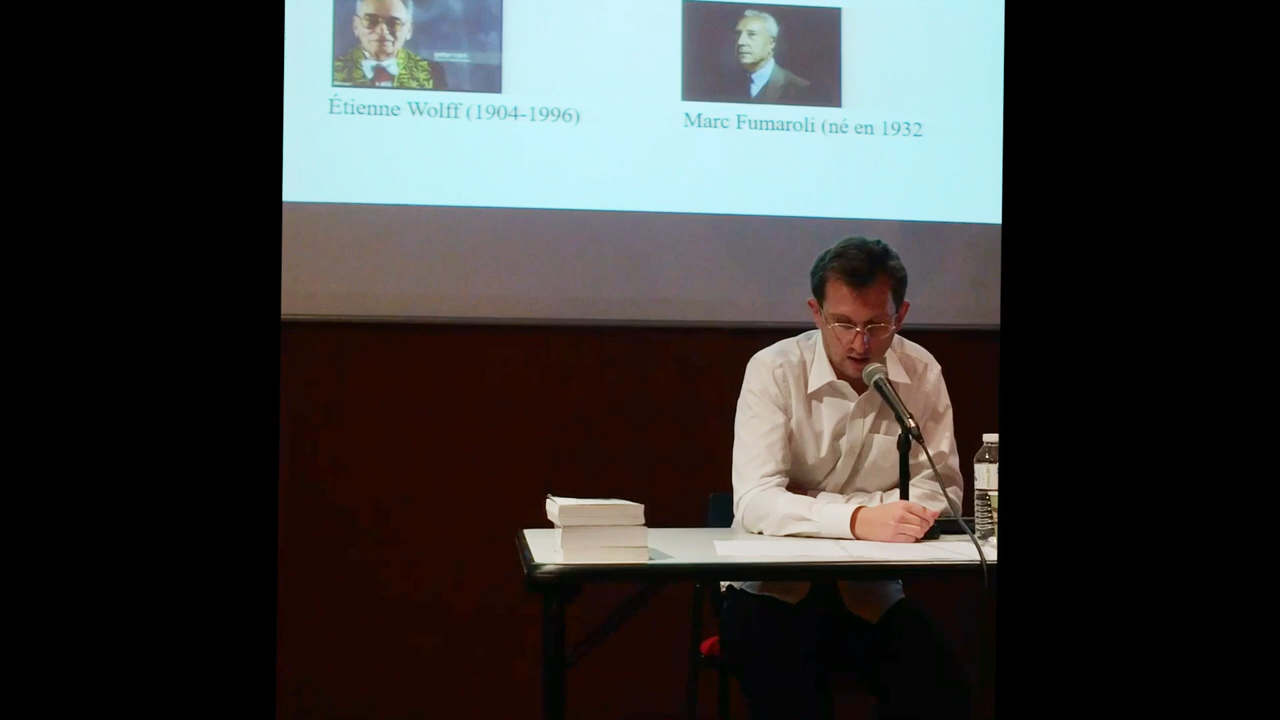 Étienne Wolff (1904-1996)
Marc Fumaroli (né en 1932